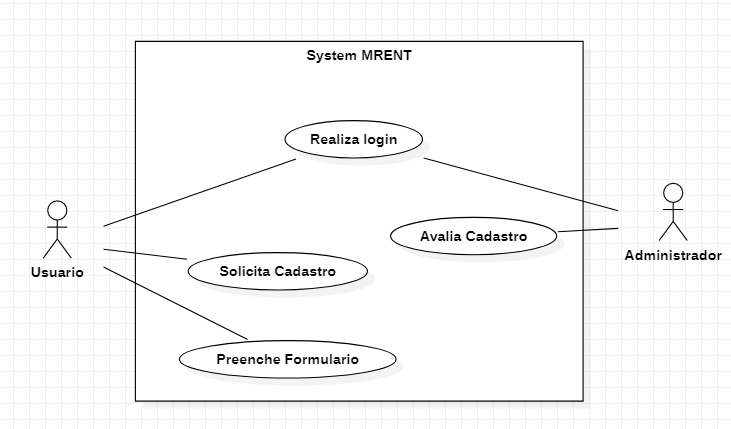 System MRENT
Realiza login
Avalia Cadastro
Administrador
Usuario
Solicita Cadastro
Preenche Formulario